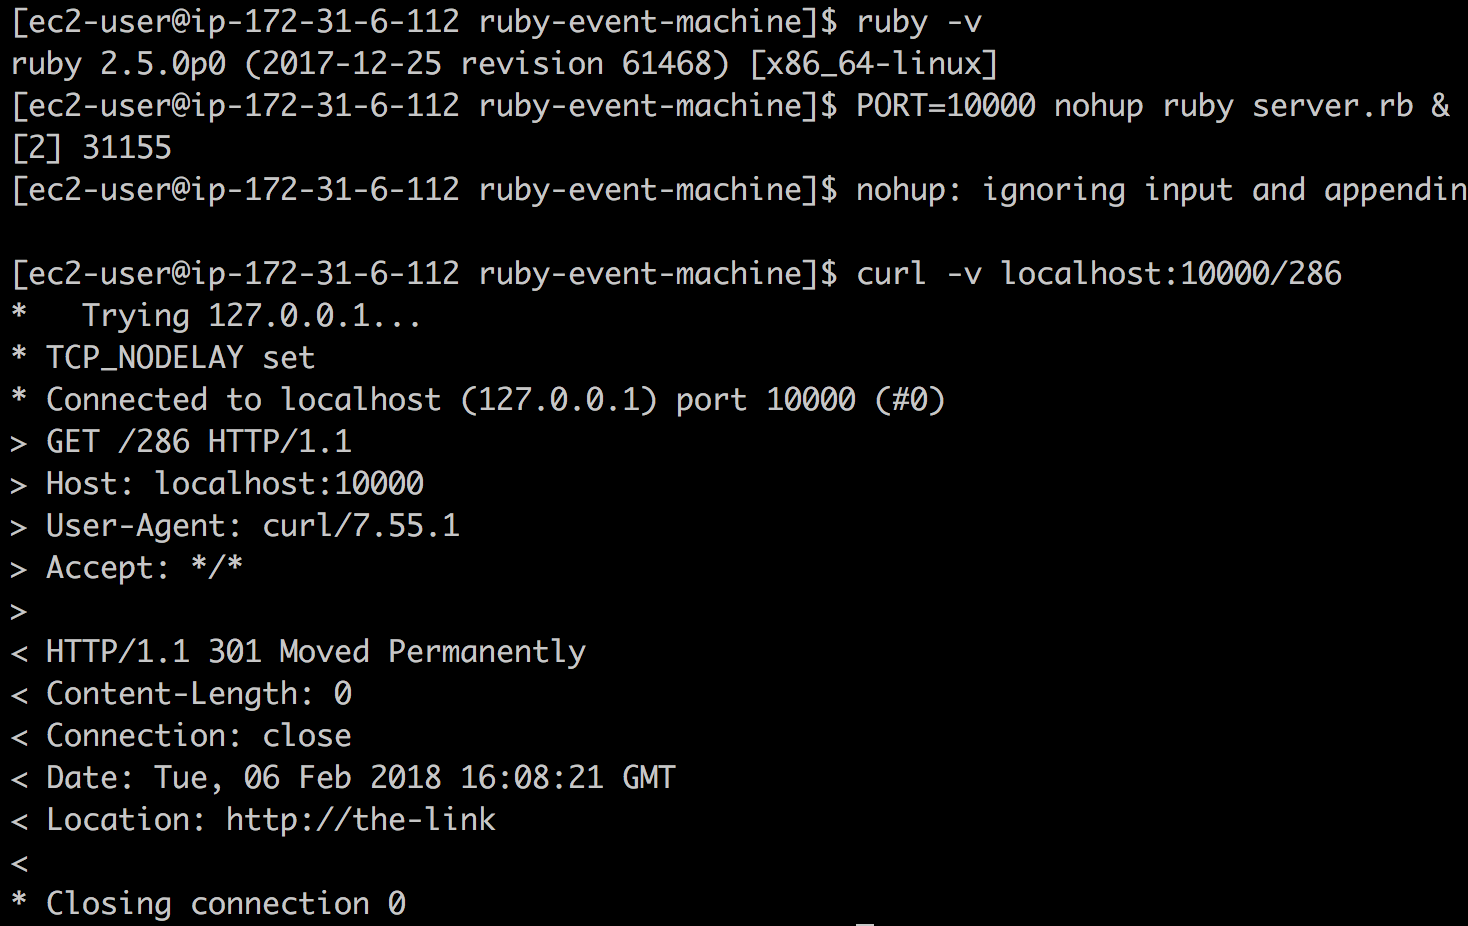 [ec2-user@ip-172-31-6-112 ruby-event-machine]$ ruby -v
ruby 2.5.0p0 (2017-12-25 revision 61468) [x86_64-linux]
[ec2-user@ip-172-31-6-112 ruby-event-machine]$ PORT=10000 nohup ruby server.rb &
[2] 31155
[ec2-user@ip-172-31-6-112 ruby-event-machine]$ nohup: ignoring input and appendin
[ec2-user@ip-172-31-6-112 ruby-event-machine]$ curl -v localhost:10000/286
*   Trying 127.0.0.1...
* TCP_NODELAY set
* Connected to localhost (127.0.0.1) port 10000 (#0)
> GET /286 HTTP/1.1
> Host: localhost:10000
> User-Agent: curl/7.55.1
> Accept: */*
>
< HTTP/1.1 301 Moved Permanently
< Content-Length: 0
< Connection: close
< Date: Tue, 06 Feb 2018 16:08:21 GMT
< Location: http://the-link
<
* Closing connection 0